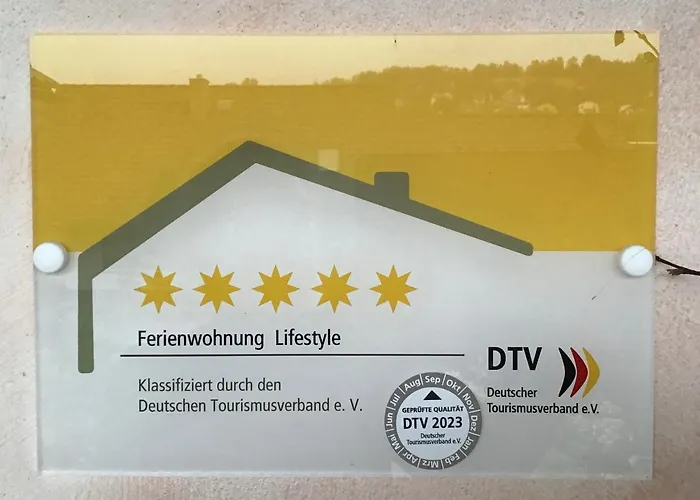 Ferienwohnung Lifestyle
Klassifiziert durch den
Deutschen Tourismusverband e. V.
DTV
Deutscher
Tourismusverband e.V.
Jan Feb Mrz Apr Mai Jun Jul Aug Sep Okt Nov Dez
GEPRÜFTE QUALITÄT
DTV 2023
Deutscher
Tourismusverband e.V.